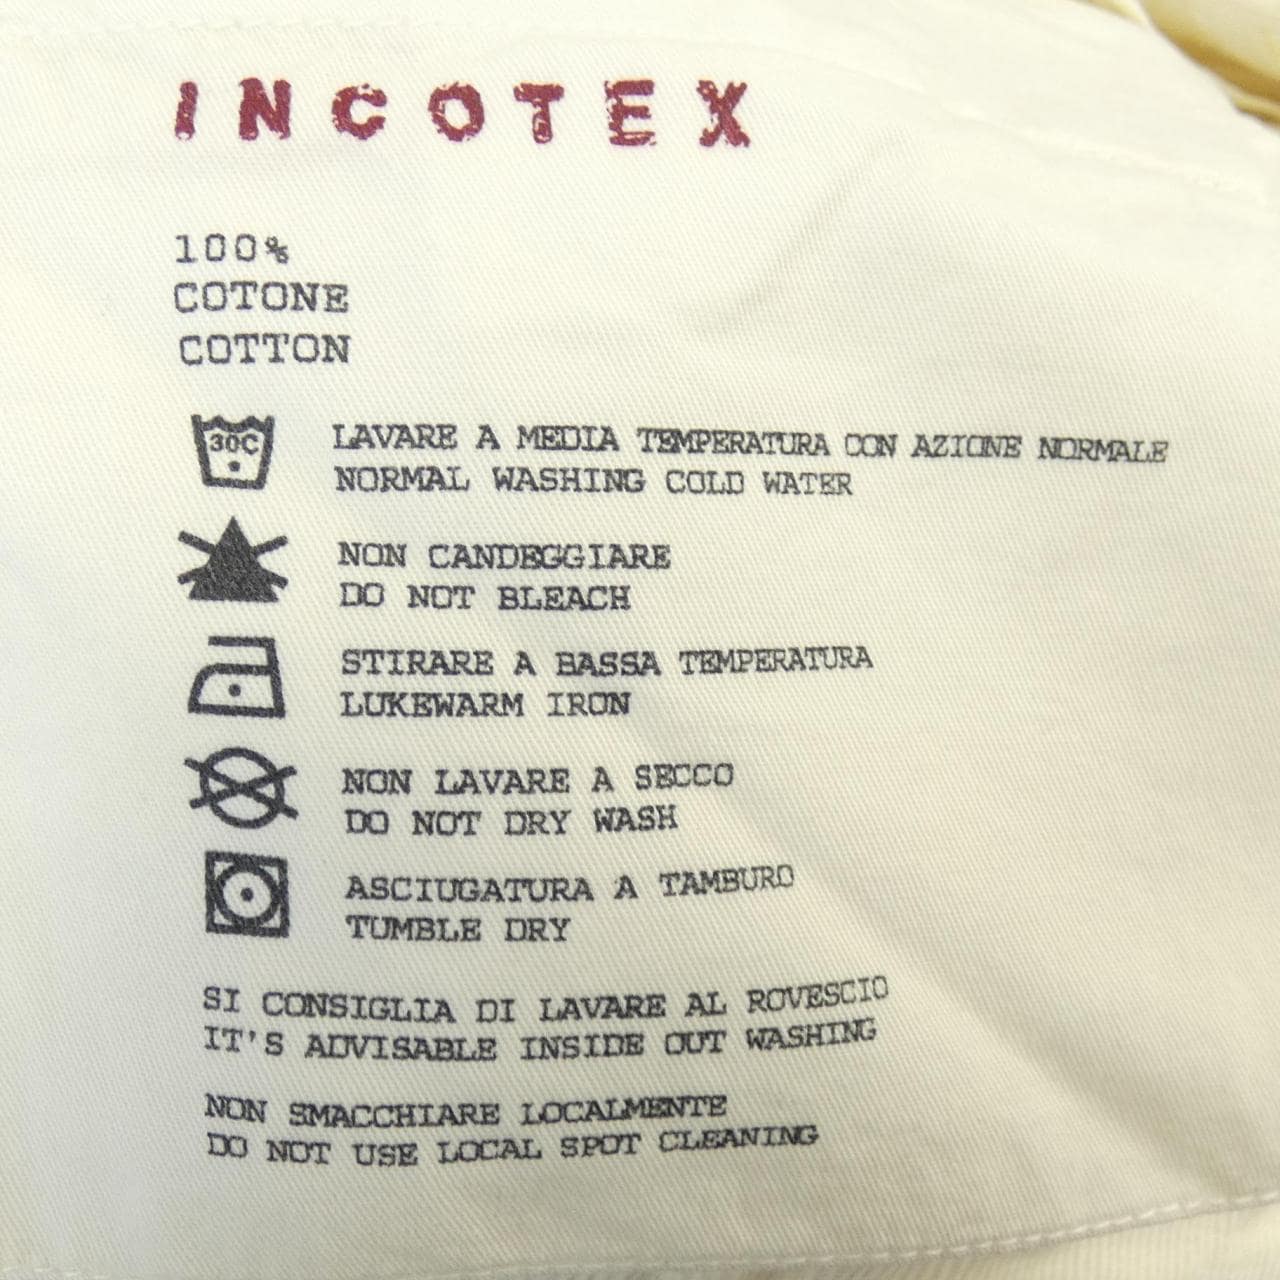 INCOTEX
100%
COTONE
COTTON
30C
LAVARE A MEDIA TEMPERATURA CON AZIONE NORMALE
NORMAL WASHING COLD WATER
NON CANDEGGIARE
DO NOT BLEACH
STIRARE A BASSA TEMPERATURA
LUKEWARM IRON
NON LAVARE A SECCO
DO NOT DRY WASH
ASCIUGATURA A TAMBURO
TUMBLE DRY
SI CONSIGLIA DI LAVARE AL ROVESCIO
IT'S ADVISABLE INSIDE OUT WASHING
NON SMACCHIARE LOCALMENTE
DO NOT USE LOCAL SPOT CLEANING